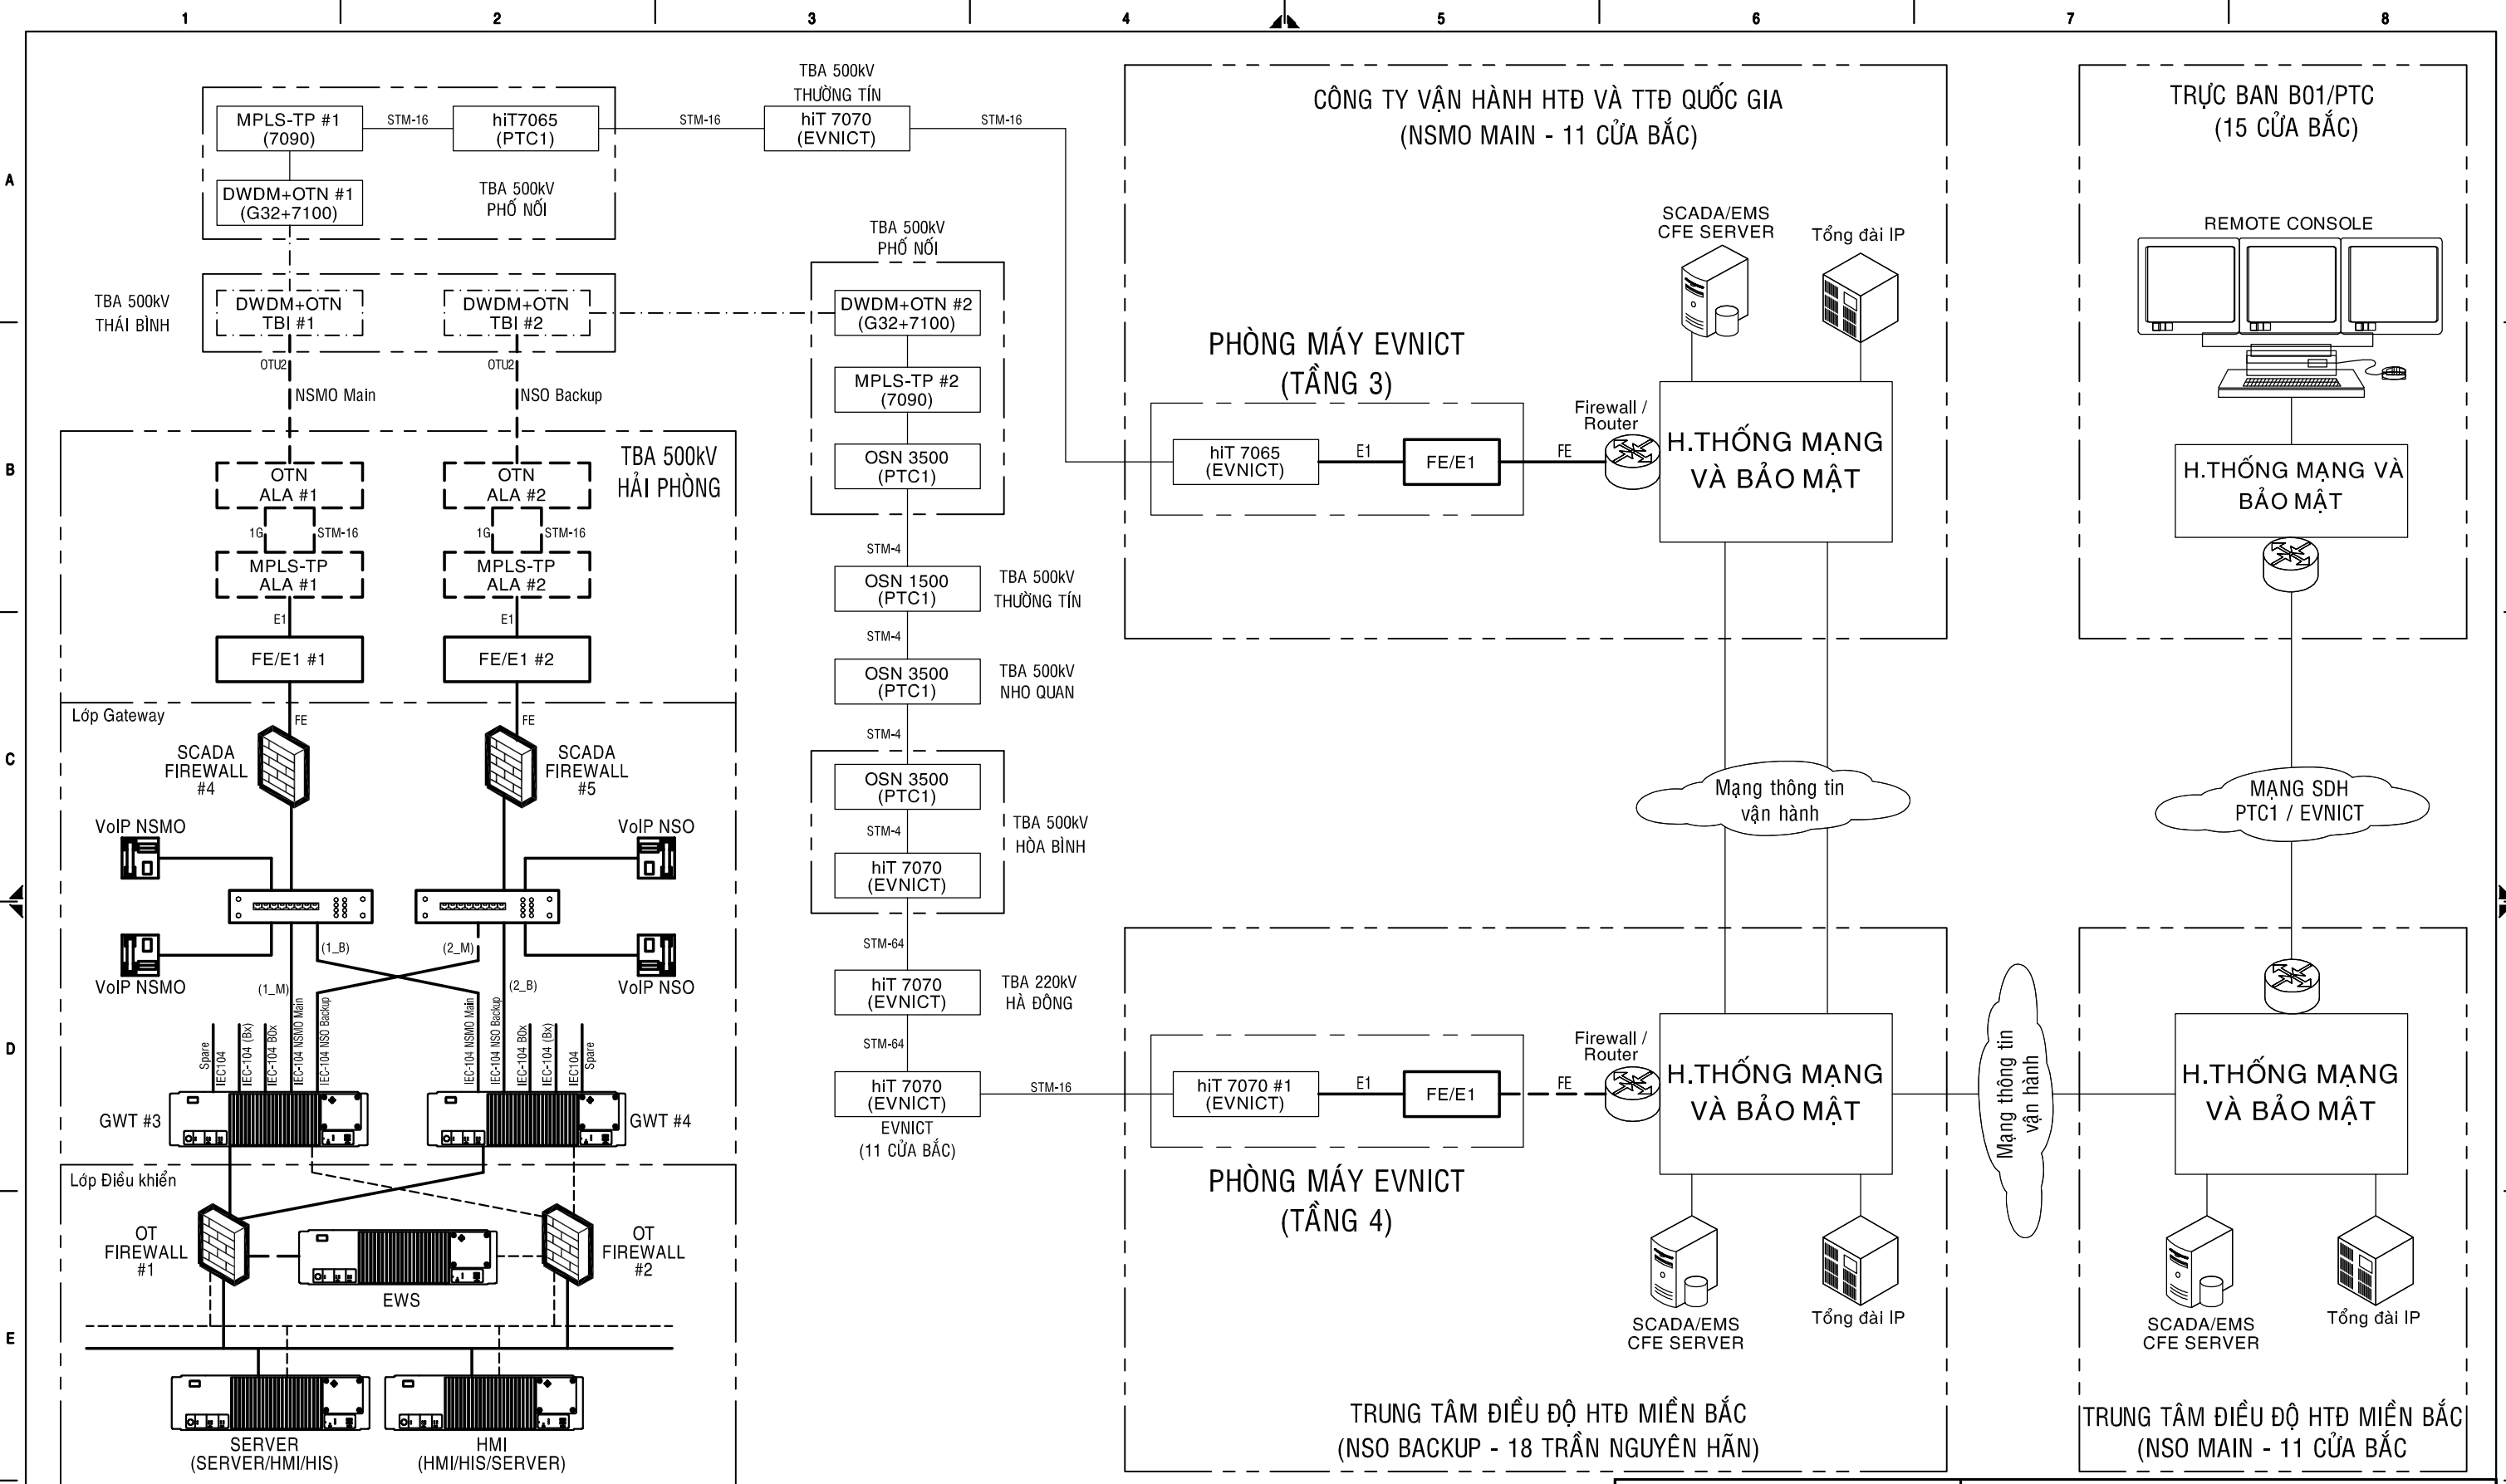 1 2 3 4 5 6 7 8
A
B
C
D
E
MPLS-TP #1
(7090)
STM-16
hiT7065
(PTC1)
STM-16
TBA 500kV
THƯỜNG TÍN
hiT 7070
(EVNICT)
STM-16
DWDM+OTN #1
(G32+7100)
TBA 500kV
PHỐ NỐI
TBA 500kV
THÁI BÌNH
DWDM+OTN
TBI #1
DWDM+OTN
TBI #2
OTU2
OTU2
NSMO Main
NSO Backup
TBA 500kV
HẢI PHÒNG
OTN
ALA #1
OTN
ALA #2
1G
STM-16
1G
STM-16
MPLS-TP
ALA #1
MPLS-TP
ALA #2
E1
E1
FE/E1 #1
FE/E1 #2
Lớp Gateway
FE
FE
SCADA
FIREWALL
#4
SCADA
FIREWALL
#5
VoIP NSMO
VoIP NSO
VoIP NSMO
VoIP NSO
(1_B)
(2_M)
(1_M)
(2_B)
Spare
IEC104
IEC-104 (Bx)
IEC-104 B0x
IEC-104 NSMO Main
IEC-104 NSO Backup
IEC-104 NSMO Main
IEC-104 NSO Backup
IEC-104 B0x
IEC-104 (Bx)
IEC104
Spare
GWT #3
GWT #4
Lớp Điều khiển
OT
FIREWALL
#1
EWS
OT
FIREWALL
#2
SERVER
(SERVER/HMI/HIS)
HMI
(HMI/HIS/SERVER)
TBA 500kV
PHỐ NỐI
DWDM+OTN #2
(G32+7100)
MPLS-TP #2
(7090)
OSN 3500
(PTC1)
STM-4
OSN 1500
(PTC1)
TBA 500kV
THƯỜNG TÍN
STM-4
OSN 3500
(PTC1)
TBA 500kV
NHO QUAN
STM-4
OSN 3500
(PTC1)
STM-4
TBA 500kV
HÒA BÌNH
hiT 7070
(EVNICT)
STM-64
hiT 7070
(EVNICT)
TBA 220kV
HÀ ĐÔNG
STM-64
hiT 7070
(EVNICT)
EVNICT
(11 CỬA BẮC)
STM-16
CÔNG TY VẬN HÀNH HTĐ VÀ TTĐ QUỐC GIA
(NSMO MAIN - 11 CỬA BẮC)
SCADA/EMS
CFE SERVER
Tổng đài IP
PHÒNG MÁY EVNICT
(TẦNG 3)
hiT 7065
(EVNICT)
E1
FE/E1
FE
Firewall /
Router
H.THỐNG MẠNG
VÀ BẢO MẬT
Mạng thông tin
vận hành
hiT 7070 #1
(EVNICT)
E1
FE/E1
FE
Firewall /
Router
H.THỐNG MẠNG
VÀ BẢO MẬT
PHÒNG MÁY EVNICT
(TẦNG 4)
SCADA/EMS
CFE SERVER
Tổng đài IP
TRUNG TÂM ĐIỀU ĐỘ HTĐ MIỀN BẮC
(NSO BACKUP - 18 TRẦN NGUYÊN HÃN)
Mạng thông tin
vận hành
TRỰC BAN B01/PTC
(15 CỬA BẮC)
REMOTE CONSOLE
H.THỐNG MẠNG VÀ
BẢO MẬT
MẠNG SDH
PTC1 / EVNICT
H.THỐNG MẠNG
VÀ BẢO MẬT
SCADA/EMS
CFE SERVER
Tổng đài IP
TRUNG TÂM ĐIỀU ĐỘ HTĐ MIỀN BẮC
(NSO MAIN - 11 CỬA BẮC